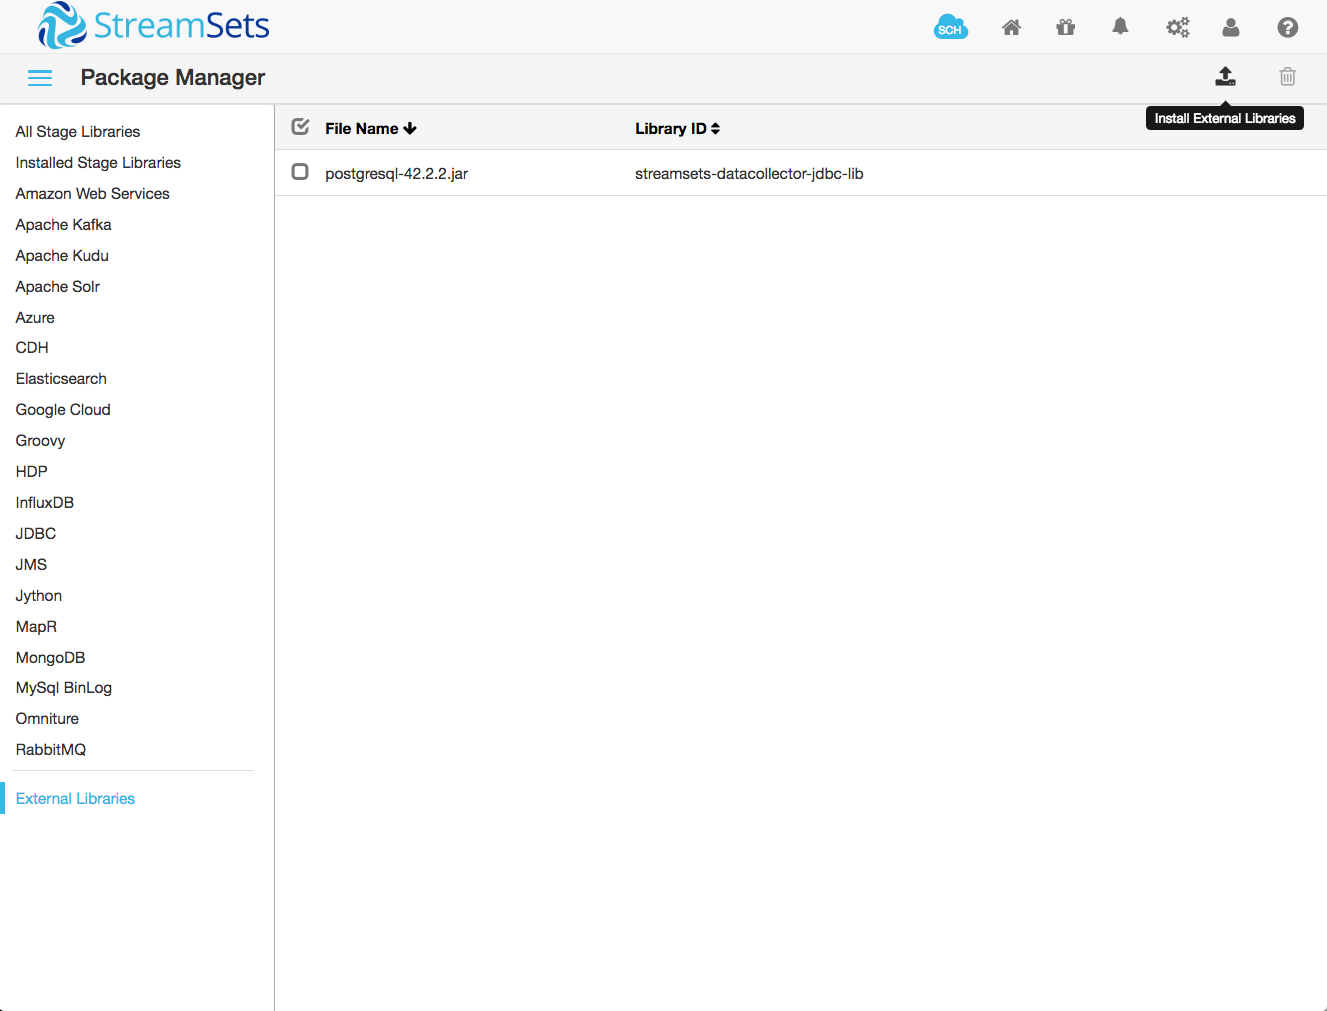 StreamSets
SCH
Package Manager
Install External Libraries
File Name
Library ID
postgresql-42.2.2.jar
streamsets-datacollector-jdbc-lib
All Stage Libraries
Installed Stage Libraries
Amazon Web Services
Apache Kafka
Apache Kudu
Apache Solr
Azure
CDH
Elasticsearch
Google Cloud
Groovy
HDP
InfluxDB
JDBC
JMS
Jython
MapR
MongoDB
MySql BinLog
Omniture
RabbitMQ
External Libraries